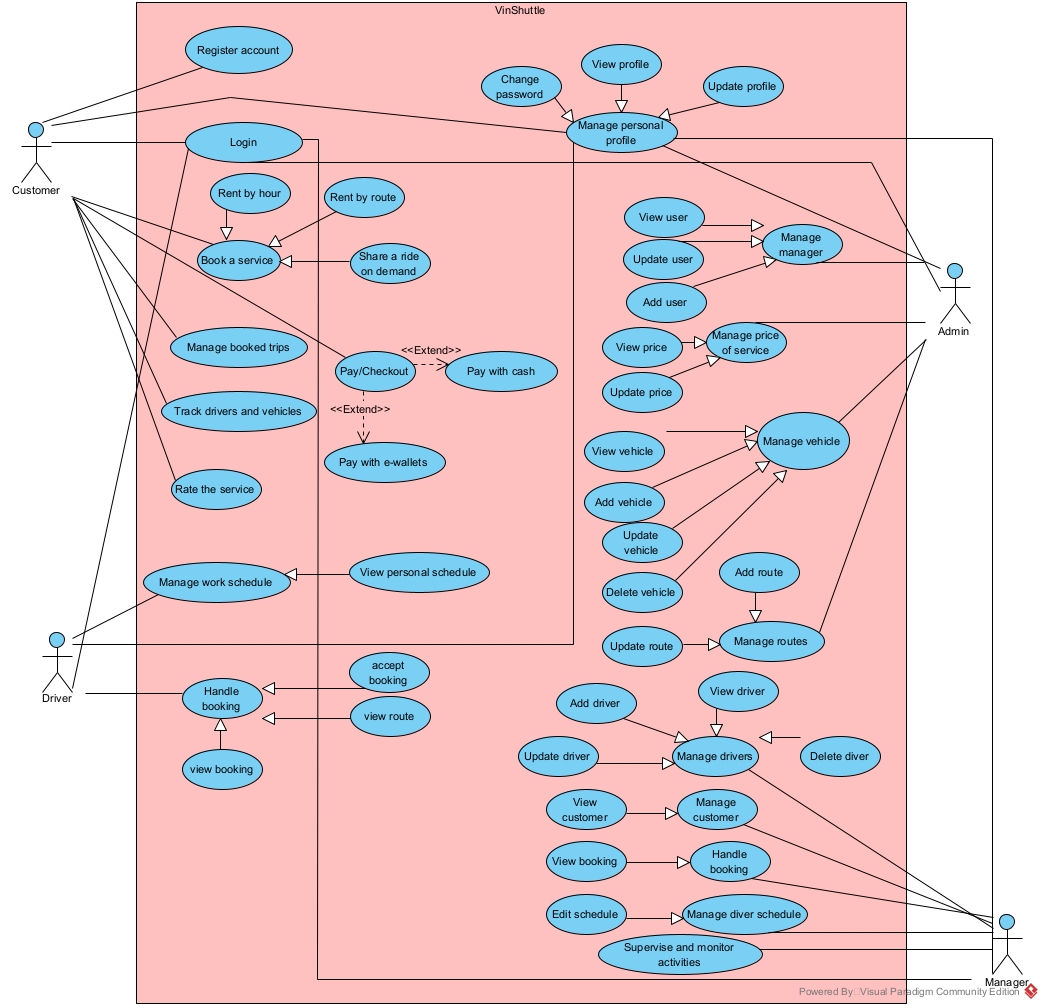 VinShuttle
Register account
View profile
Change
password
Update profile
Manage personal
profile
Login
Customer
Rent by hour
Rent by route
Book a service
Share a ride
on demand
View user
Update user
Add user
Manage
manager
Admin
Manage booked trips
<<Extend>>
Pay/Checkout
Pay with cash
<<Extend>>
Pay with e-wallets
View price
Update price
Manage price
of service
Track drivers and vehicles
Rate the service
View vehicle
Add vehicle
Update
vehicle
Delete vehicle
Manage vehicle
Manage work schedule
View personal schedule
Add route
Update route
Manage routes
Driver
Handle
booking
accept
booking
view route
view booking
View driver
Add driver
Update driver
Manage drivers
Delete diver
View
customer
Manage
customer
View booking
Handle
booking
Edit schedule
Manage diver schedule
Supervise and monitor
activities
Manager
Powered By Visual Paradigm Community Edition